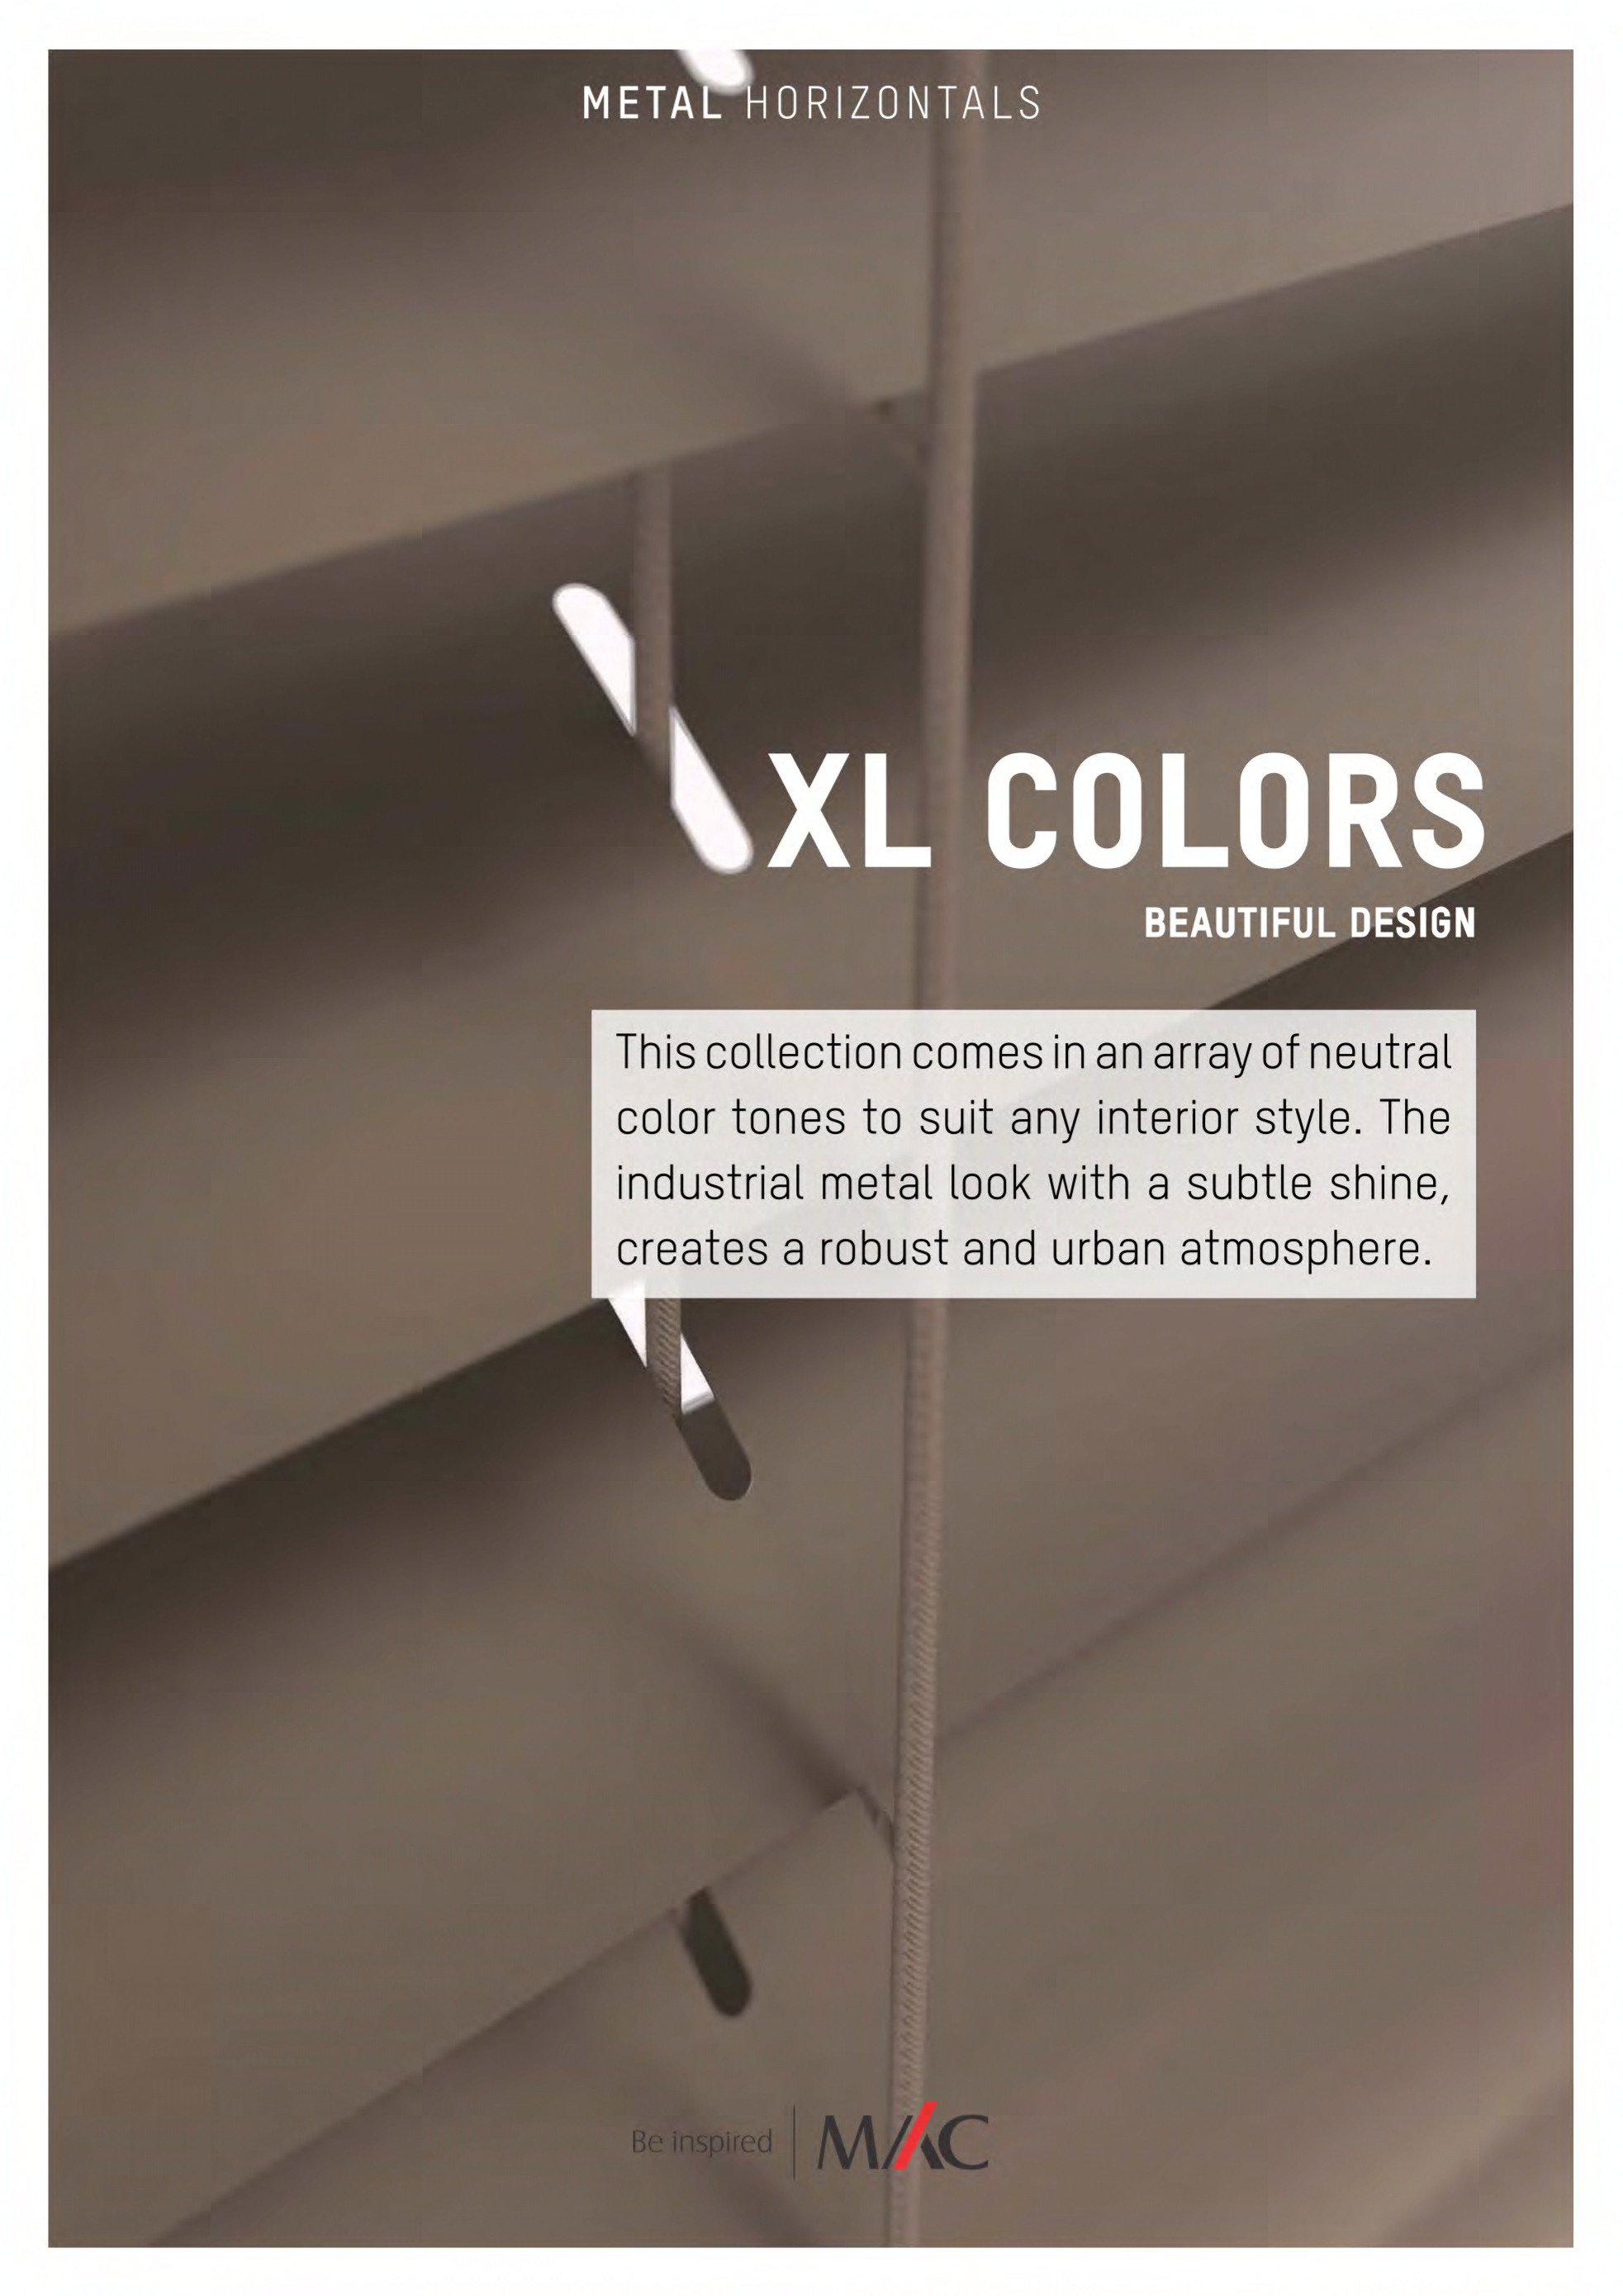 METAL HORIZONTALS
XL COLORS
BEAUTIFUL DESIGN
This collection comes in an array of neutral
color tones to suit any interior style. The
industrial metal look with a subtle shine,
creates a robust and urban atmosphere.
Be inspired | MAC